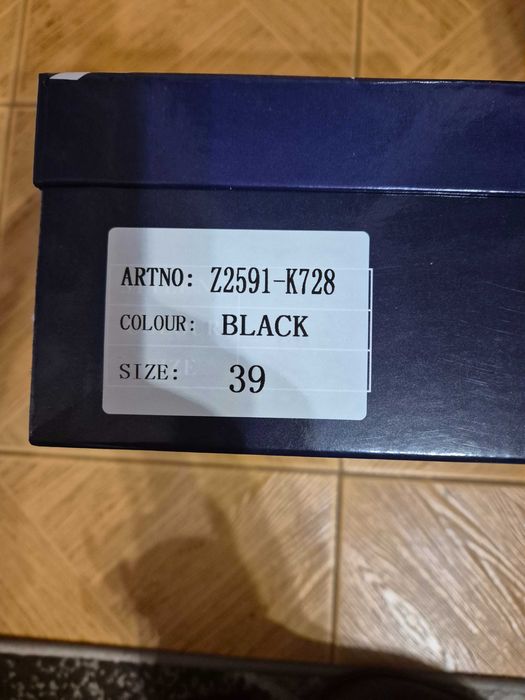 ARTNO: Z2591-K728
COLOUR: BLACK
SIZE: 39